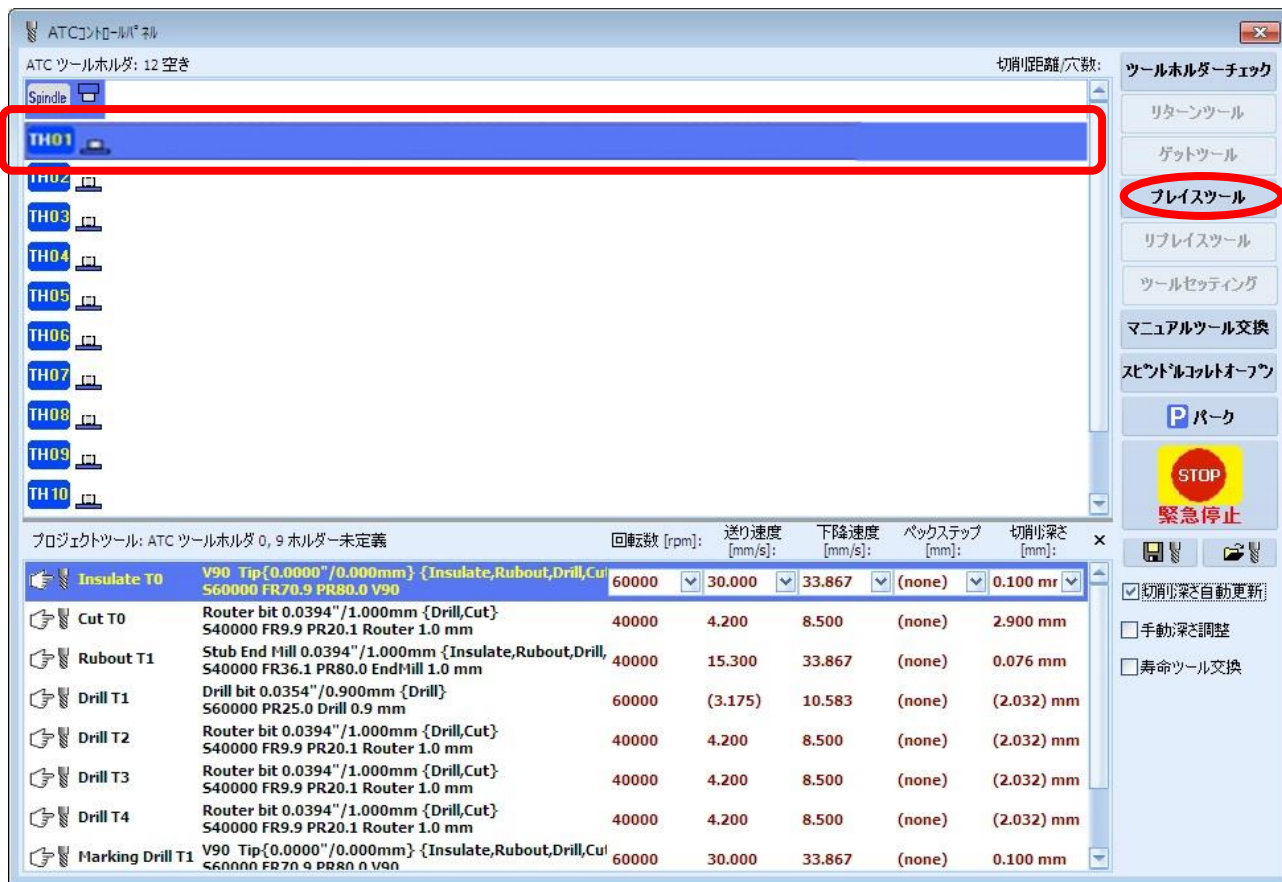 ATCコントロールパネル
ATC ツールホルダ: 12 空き 切削距離/穴数:
Spindle
TH01
TH02
TH03
TH04
TH05
TH06
TH07
TH08
TH09
TH10
ツールホルダーチェック
リターンツール
ゲットツール
プレイスツール
リプレイスツール
ツールセッティング
マニュアルツール交換
スピンドルコレットオープン
P パーク
STOP
緊急停止
切削深さ自動更新
手動深さ調整
寿命ツール交換
プロジェクトツール: ATC ツールホルダ 0, 9 ホルダー未定義 回転数 [rpm]: 送り速度 [mm/s]: 下降速度 [mm/s]: ペックステップ [mm]: 切削深さ [mm]:
Insulate T0 V90 Tip{0.0000"/0.000mm} {Insulate,Rubout,Drill,Cut 60000 30.000 33.867 (none) 0.100 mr
S60000 FR70.9 PR80.0 V90
Cut T0 Router bit 0.0394"/1.000mm {Drill,Cut} 40000 4.200 8.500 (none) 2.900 mm
S40000 FR9.9 PR20.1 Router 1.0 mm
Rubout T1 Stub End Mill 0.0394"/1.000mm {Insulate,Rubout,Drill, 40000 15.300 33.867 (none) 0.076 mm
S40000 FR36.1 PR80.0 EndMill 1.0 mm
Drill T1 Drill bit 0.0354"/0.900mm {Drill} 60000 (3.175) 10.583 (none) (2.032) mm
S60000 PR25.0 Drill 0.9 mm
Drill T2 Router bit 0.0394"/1.000mm {Drill,Cut} 40000 4.200 8.500 (none) (2.032) mm
S40000 FR9.9 PR20.1 Router 1.0 mm
Drill T3 Router bit 0.0394"/1.000mm {Drill,Cut} 40000 4.200 8.500 (none) (2.032) mm
S40000 FR9.9 PR20.1 Router 1.0 mm
Drill T4 Router bit 0.0394"/1.000mm {Drill,Cut} 40000 4.200 8.500 (none) (2.032) mm
S40000 FR9.9 PR20.1 Router 1.0 mm
Marking Drill T1 V90 Tip{0.0000"/0.000mm} {Insulate,Rubout,Drill,Cut 60000 30.000 33.867 (none) 0.100 mm
S60000 FR70.9 PR80.0 V90